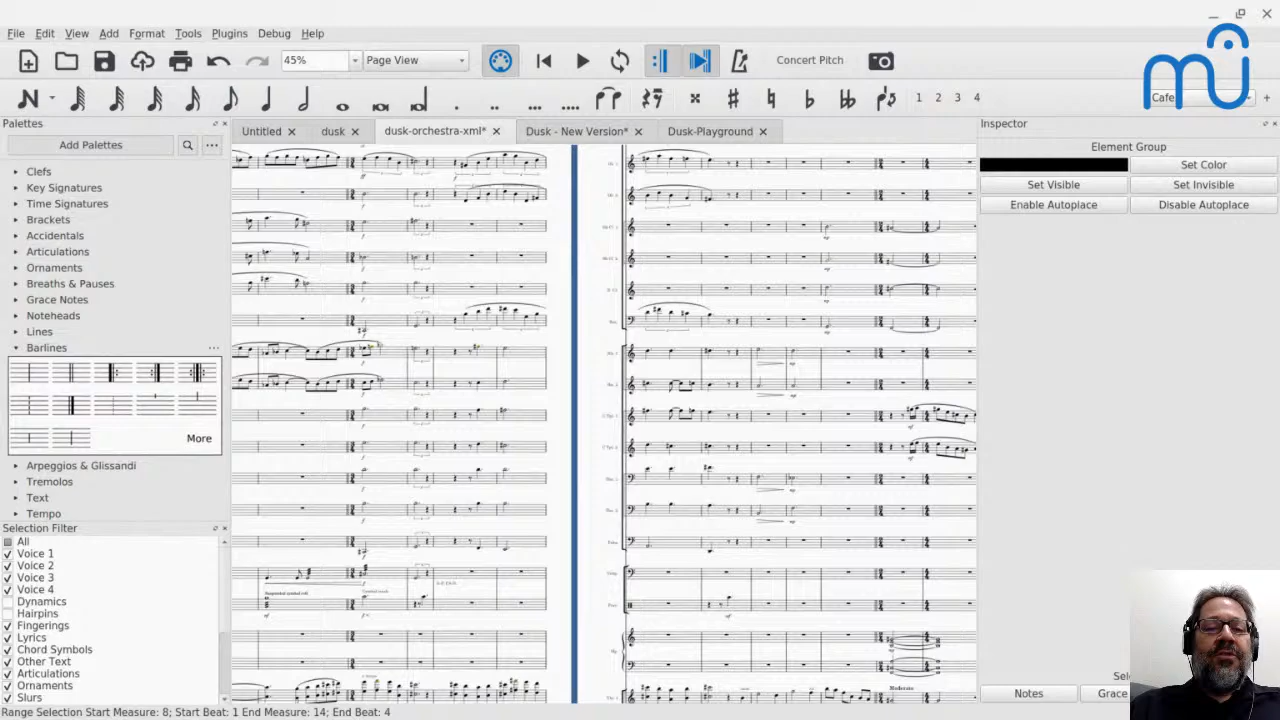 File Edit View Add Format Tools Plugins Debug Help
45% Page View Concert Pitch
1 2 3 4
Palettes
Untitled dusk dusk-orchestra-xml* Dusk - New Version* Dusk-Playground
Inspector
Add Palettes
Element Group
Set Color
Set Visible Set Invisible
Enable Autoplace Disable Autoplace
Clefs
Key Signatures
Time Signatures
Brackets
Accidentals
Articulations
Ornaments
Breaths & Pauses
Grace Notes
Noteheads
Lines
Barlines
More
Arpeggios & Glissandi
Tremolos
Text
Tempo
Selection Filter
All
Voice 1
Voice 2
Voice 3
Voice 4
Dynamics
Hairpins
Fingerings
Lyrics
Chord Symbols
Other Text
Articulations
Ornaments
Slurs
Moderato
Notes Grace
Range Selection Start Measure: 8; Start Beat: 1 End Measure: 14; End Beat: 4